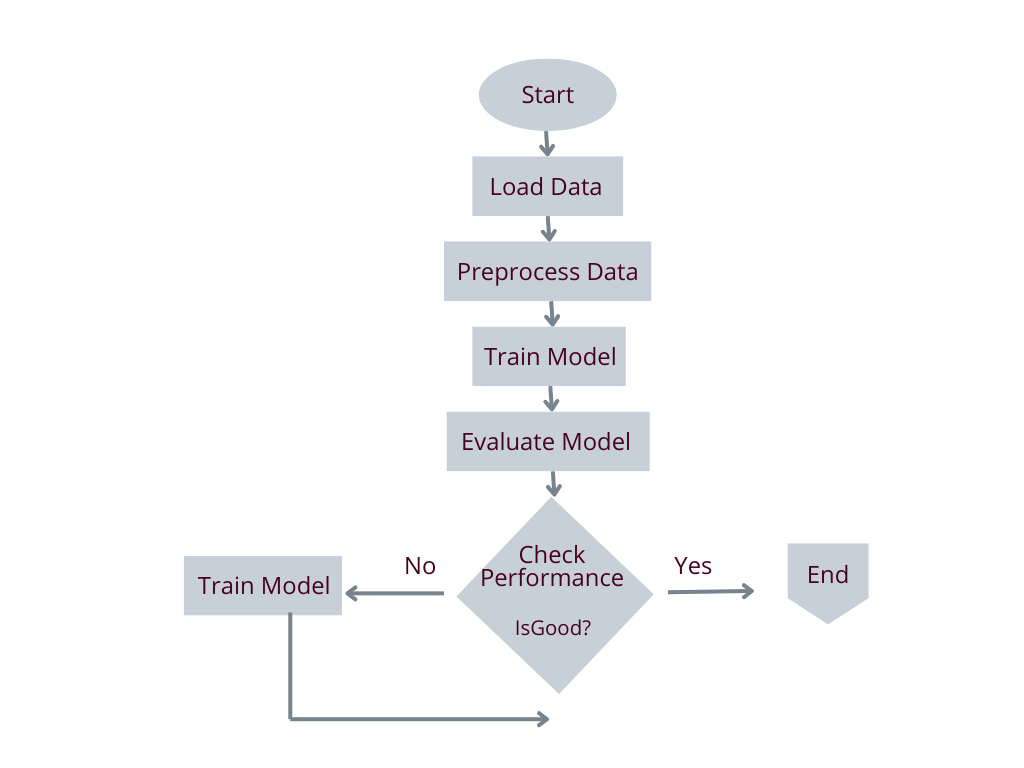 Start
Load Data
Preprocess Data
Train Model
Evaluate Model
Check
Performance
IsGood?
No
Yes
Train Model
End